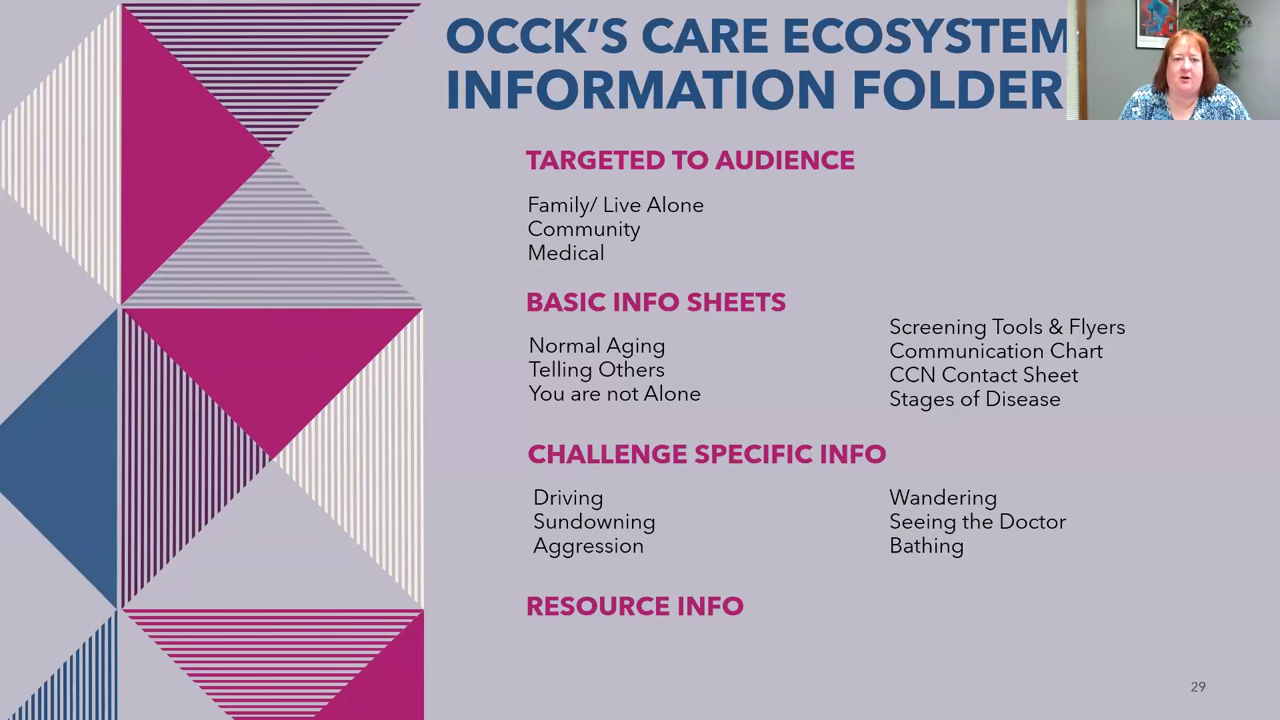 OCCK'S CARE ECOSYSTEM
INFORMATION FOLDER
TARGETED TO AUDIENCE
Family/ Live Alone
Community
Medical
BASIC INFO SHEETS
Normal Aging
Telling Others
You are not Alone
Screening Tools & Flyers
Communication Chart
CCN Contact Sheet
Stages of Disease
CHALLENGE SPECIFIC INFO
Driving
Sundowning
Aggression
Wandering
Seeing the Doctor
Bathing
RESOURCE INFO
29